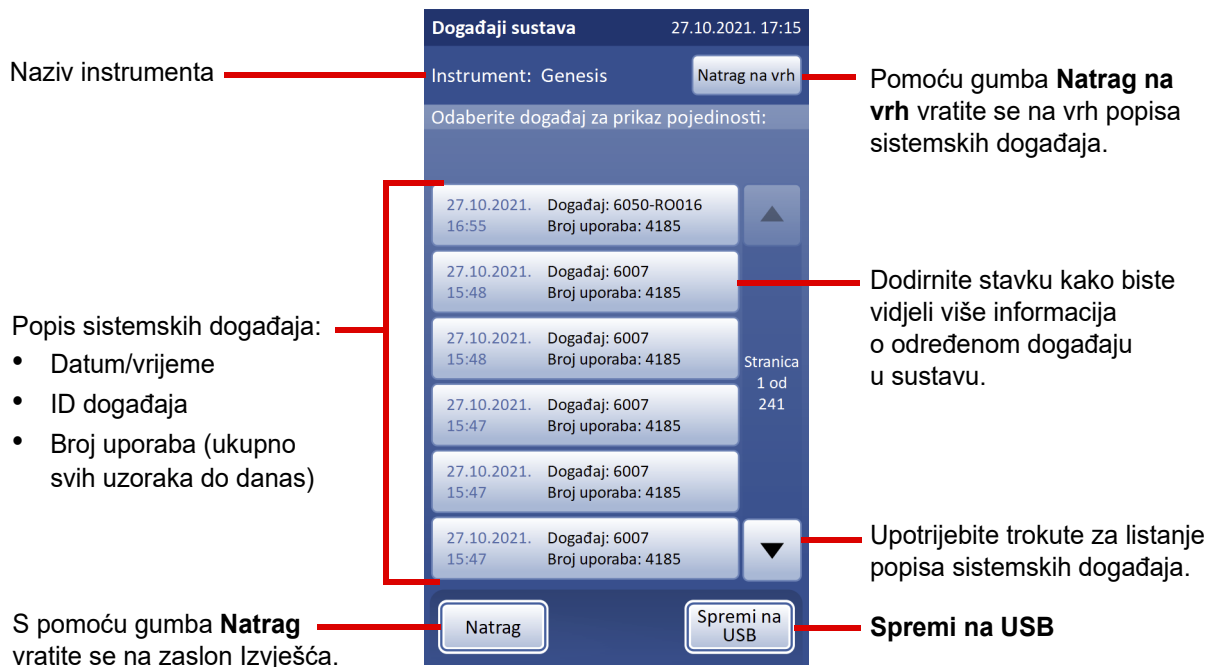 Događaji sustava 27.10.2021. 17:15
Naziv instrumenta
Instrument: Genesis
Natrag na vrh
Pomoću gumba Natrag na
vrh vratite se na vrh popisa
sistemskih događaja.
Odaberite događaj za prikaz pojedinosti:
Popis sistemskih događaja:
• Datum/vrijeme
• ID događaja
• Broj uporaba (ukupno
svih uzoraka do danas)
27.10.2021. Događaj: 6050-RO016
16:55 Broj uporaba: 4185
27.10.2021. Događaj: 6007
15:48 Broj uporaba: 4185
27.10.2021. Događaj: 6007
15:48 Broj uporaba: 4185
27.10.2021. Događaj: 6007
15:47 Broj uporaba: 4185
27.10.2021. Događaj: 6007
15:47 Broj uporaba: 4185
27.10.2021. Događaj: 6007
15:47 Broj uporaba: 4185
Stranica
1 od
241
Dodirnite stavku kako biste
vidjeli više informacija
o određenom događaju
u sustavu.
Upotrijebite trokute za listanje
popisa sistemskih događaja.
S pomoću gumba Natrag
vratite se na zaslon Izvješća.
Natrag
Spremi na
USB
Spremi na USB